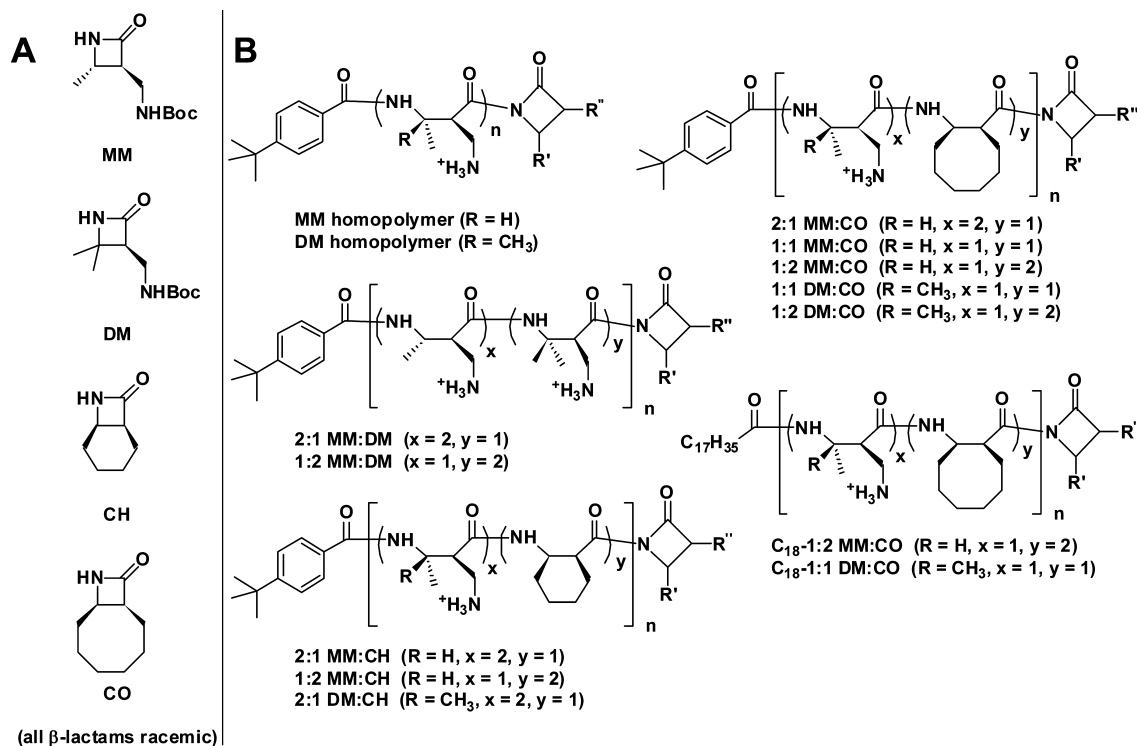 A
HN
O
NHBoc
MM
HN
O
NHBoc
DM
HN
O
CH
HN
O
CO
(all β-lactams racemic)
B
O
NH
O
n
N
O
R"
R'
R
+H3N
MM homopolymer (R = H)
DM homopolymer (R = CH3)
O
NH
O
x
NH
O
y
N
O
R"
R'
+H3N
+H3N
n
2:1 MM:DM (x = 2, y = 1)
1:2 MM:DM (x = 1, y = 2)
O
NH
O
x
NH
O
y
N
O
R"
R'
R
+H3N
n
2:1 MM:CH (R = H, x = 2, y = 1)
1:2 MM:CH (R = H, x = 1, y = 2)
2:1 DM:CH (R = CH3, x = 2, y = 1)
O
NH
O
x
NH
O
y
N
O
R"
R'
R
+H3N
n
2:1 MM:CO (R = H, x = 2, y = 1)
1:1 MM:CO (R = H, x = 1, y = 1)
1:2 MM:CO (R = H, x = 1, y = 2)
1:1 DM:CO (R = CH3, x = 1, y = 1)
1:2 DM:CO (R = CH3, x = 1, y = 2)
C17H35
O
NH
O
x
NH
O
y
N
O
R'
R'
R
+H3N
n
C18-1:2 MM:CO (R = H, x = 1, y = 2)
C18-1:1 DM:CO (R = CH3, x = 1, y = 1)